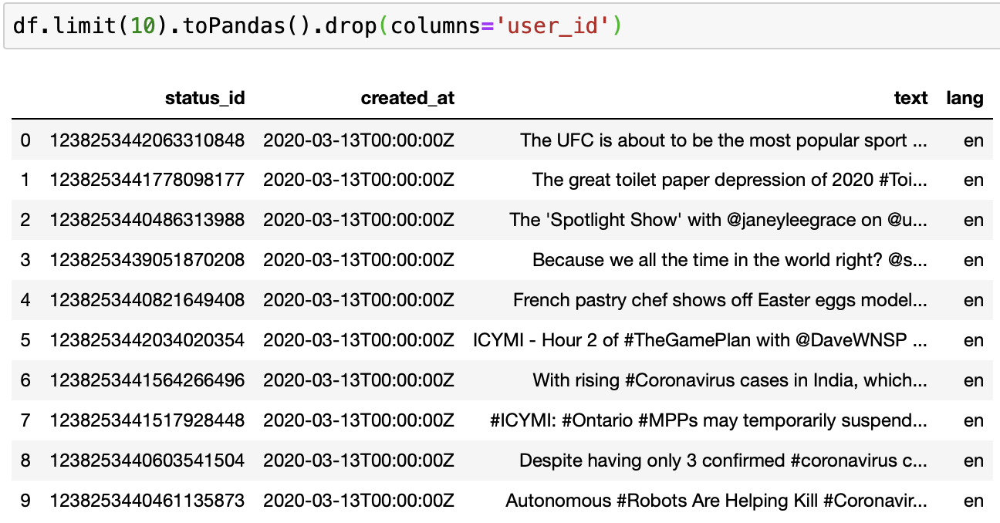 df.limit(10).toPandas().drop(columns='user_id')
status_id created_at text lang
0 1238253442063310848 2020-03-13T00:00:00Z The UFC is about to be the most popular sport ... en
1 1238253441778098177 2020-03-13T00:00:00Z The great toilet paper depression of 2020 #Toi... en
2 1238253440486313988 2020-03-13T00:00:00Z The 'Spotlight Show' with @janeyleegrace on @u... en
3 1238253439051870208 2020-03-13T00:00:00Z Because we all the time in the world right? @s... en
4 1238253440821649408 2020-03-13T00:00:00Z French pastry chef shows off Easter eggs model... en
5 1238253442034020354 2020-03-13T00:00:00Z ICYMI - Hour 2 of #TheGamePlan with @DaveWNSP ... en
6 1238253441564266496 2020-03-13T00:00:00Z With rising #Coronavirus cases in India, which... en
7 1238253441517928448 2020-03-13T00:00:00Z #ICYMI: #Ontario #MPPs may temporarily suspend... en
8 1238253440603541504 2020-03-13T00:00:00Z Despite having only 3 confirmed #coronavirus c... en
9 1238253440461135873 2020-03-13T00:00:00Z Autonomous #Robots Are Helping Kill #Coronavir... en